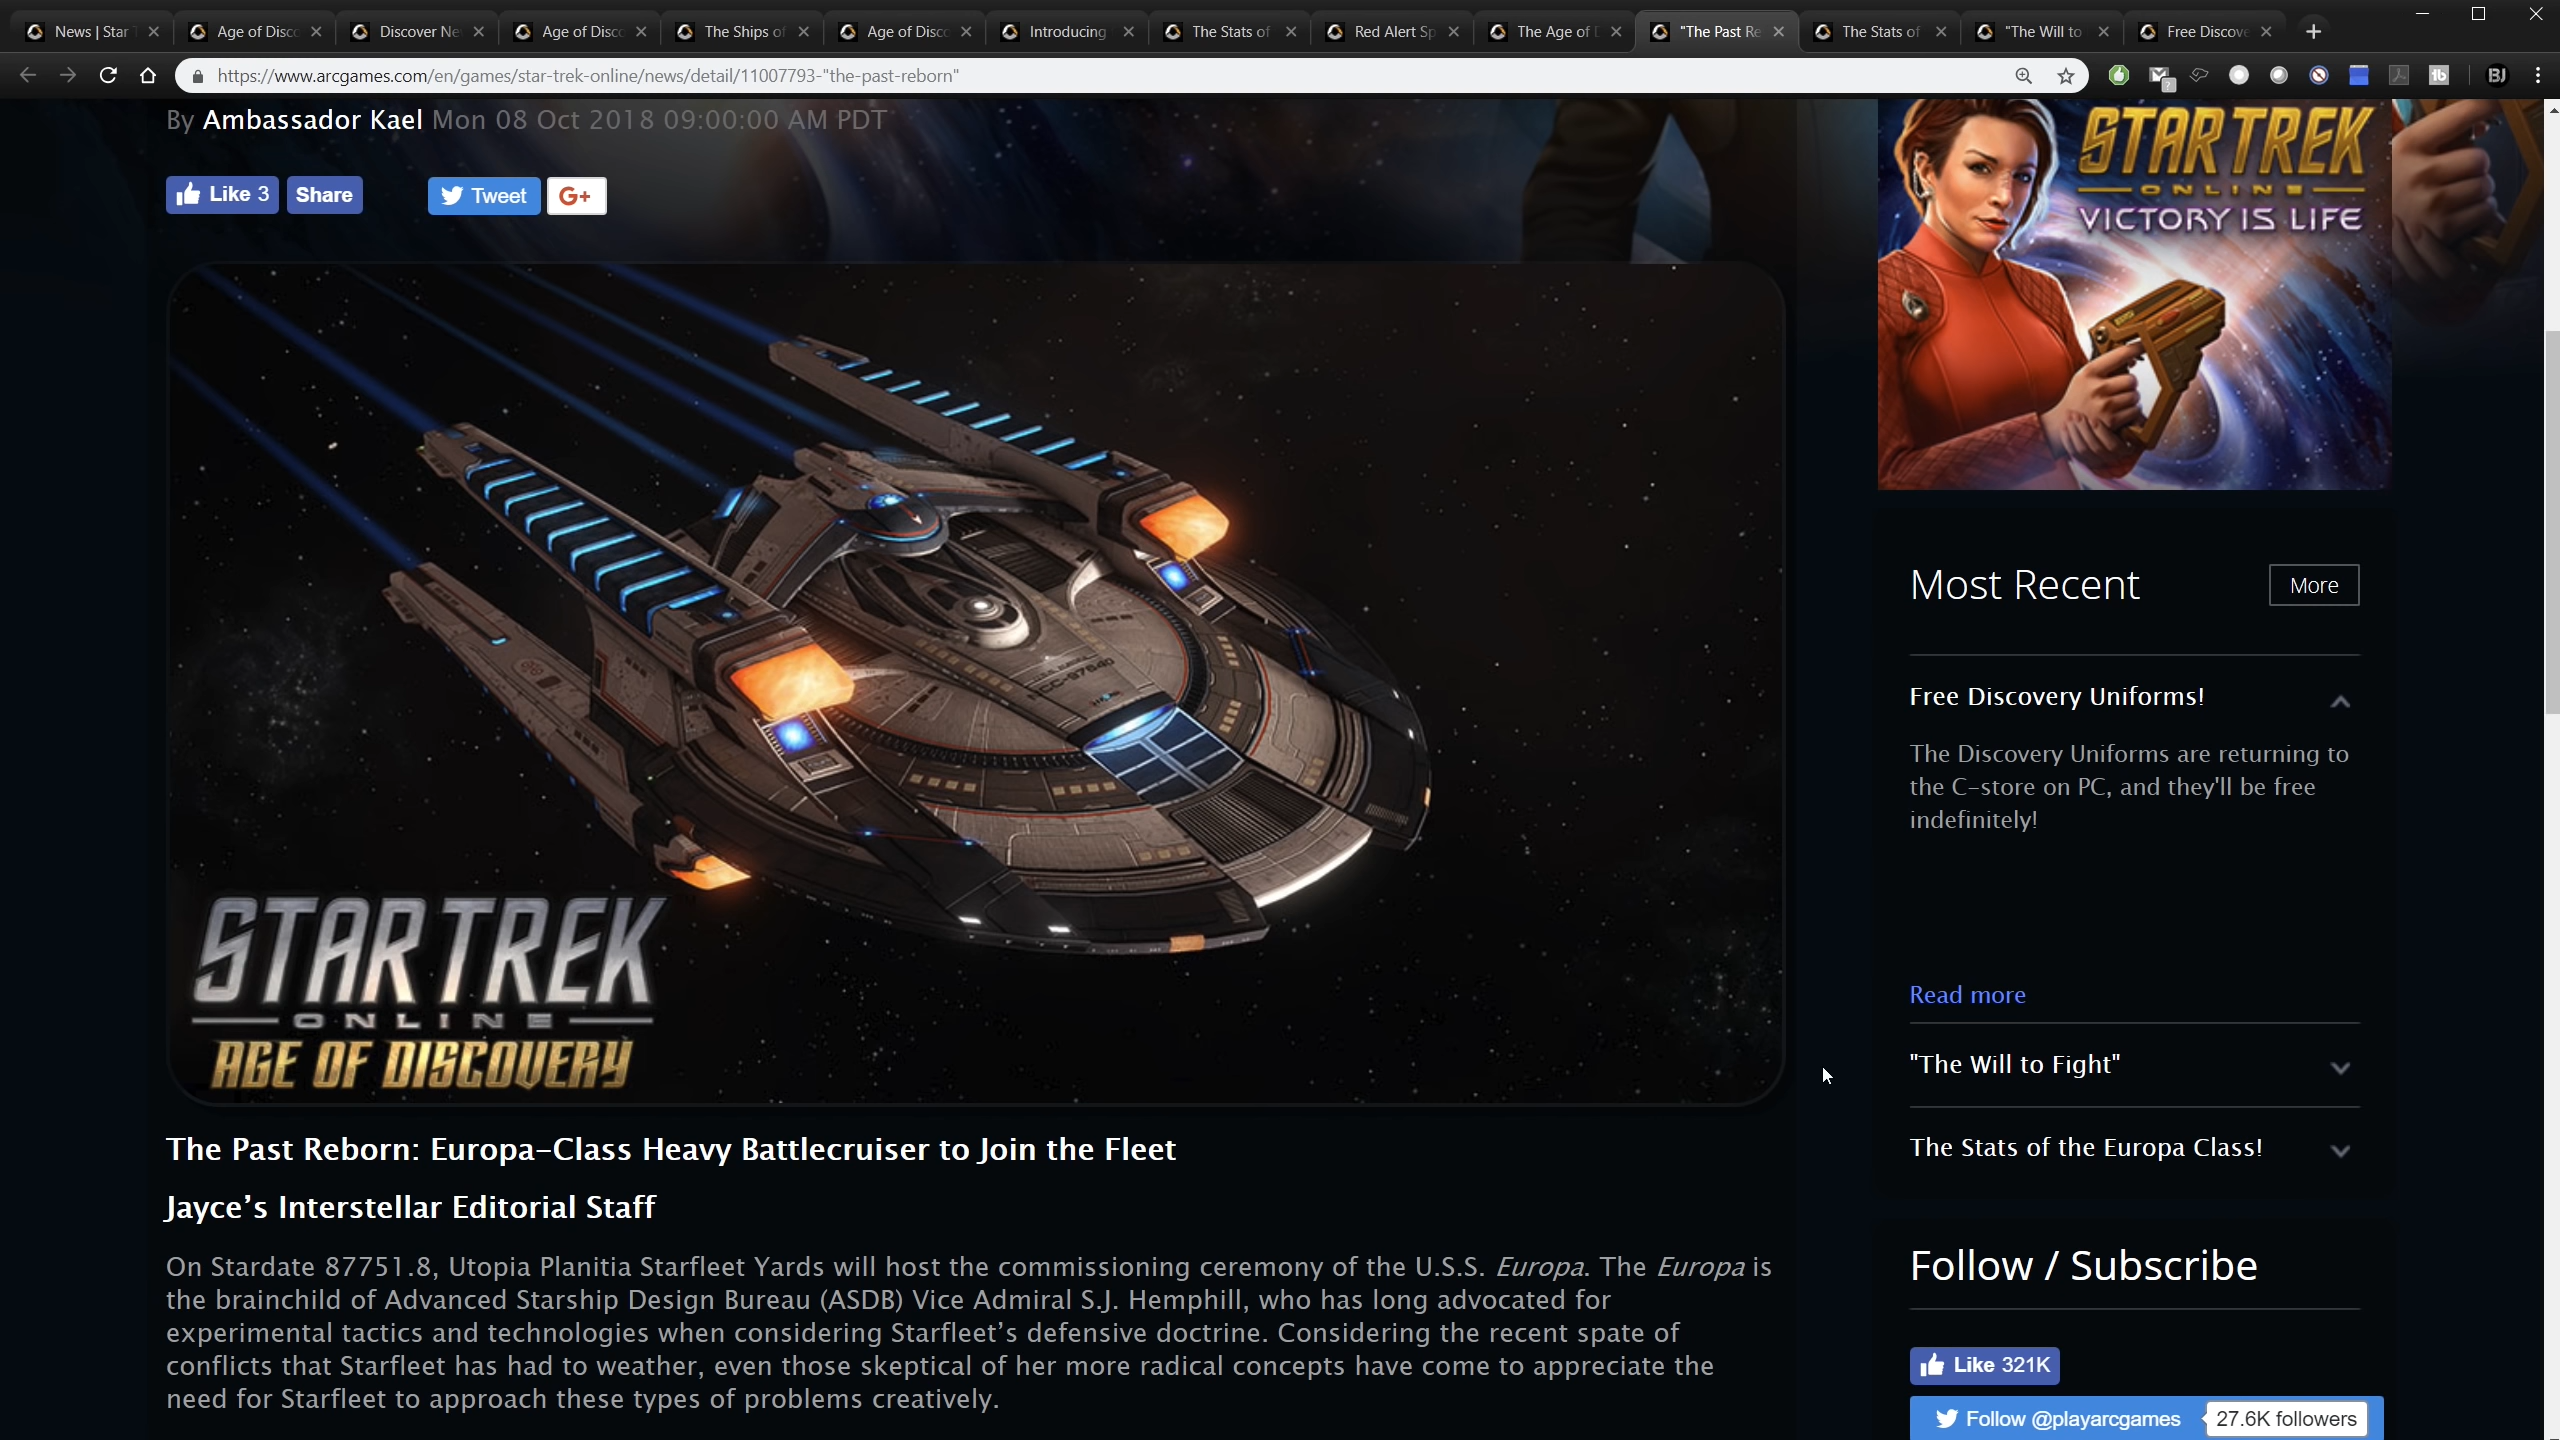 News | Star T
Age of Disco
Discover Ne
Age of Disco
The Ships of
Age of Disco
Introducing
The Stats of
Red Alert Sp
The Age of D
"The Past Re
The Stats of
"The Will to
Free Discove
https://www.arcgames.com/en/games/star-trek-online/news/detail/11007793-"the-past-reborn"
BJ
By Ambassador Kael Mon 08 Oct 2018 09:00:00 AM PDT
Like 3
Share
Tweet
G+
NCC-97640
STAR TREK
ONLINE
AGE OF DISCOVERY
The Past Reborn: Europa-Class Heavy Battlecruiser to Join the Fleet
Jayce’s Interstellar Editorial Staff
On Stardate 87751.8, Utopia Planitia Starfleet Yards will host the commissioning ceremony of the U.S.S. Europa. The Europa is
the brainchild of Advanced Starship Design Bureau (ASDB) Vice Admiral S.J. Hemphill, who has long advocated for
experimental tactics and technologies when considering Starfleet’s defensive doctrine. Considering the recent spate of
conflicts that Starfleet has had to weather, even those skeptical of her more radical concepts have come to appreciate the
need for Starfleet to approach these types of problems creatively.
STAR TREK
ONLINE
VICTORY IS LIFE
Most Recent
More
Free Discovery Uniforms!
The Discovery Uniforms are returning to
the C-store on PC, and they'll be free
indefinitely!
Read more
"The Will to Fight"
The Stats of the Europa Class!
Follow / Subscribe
Like 321K
Follow @playarcgames
27.6K followers